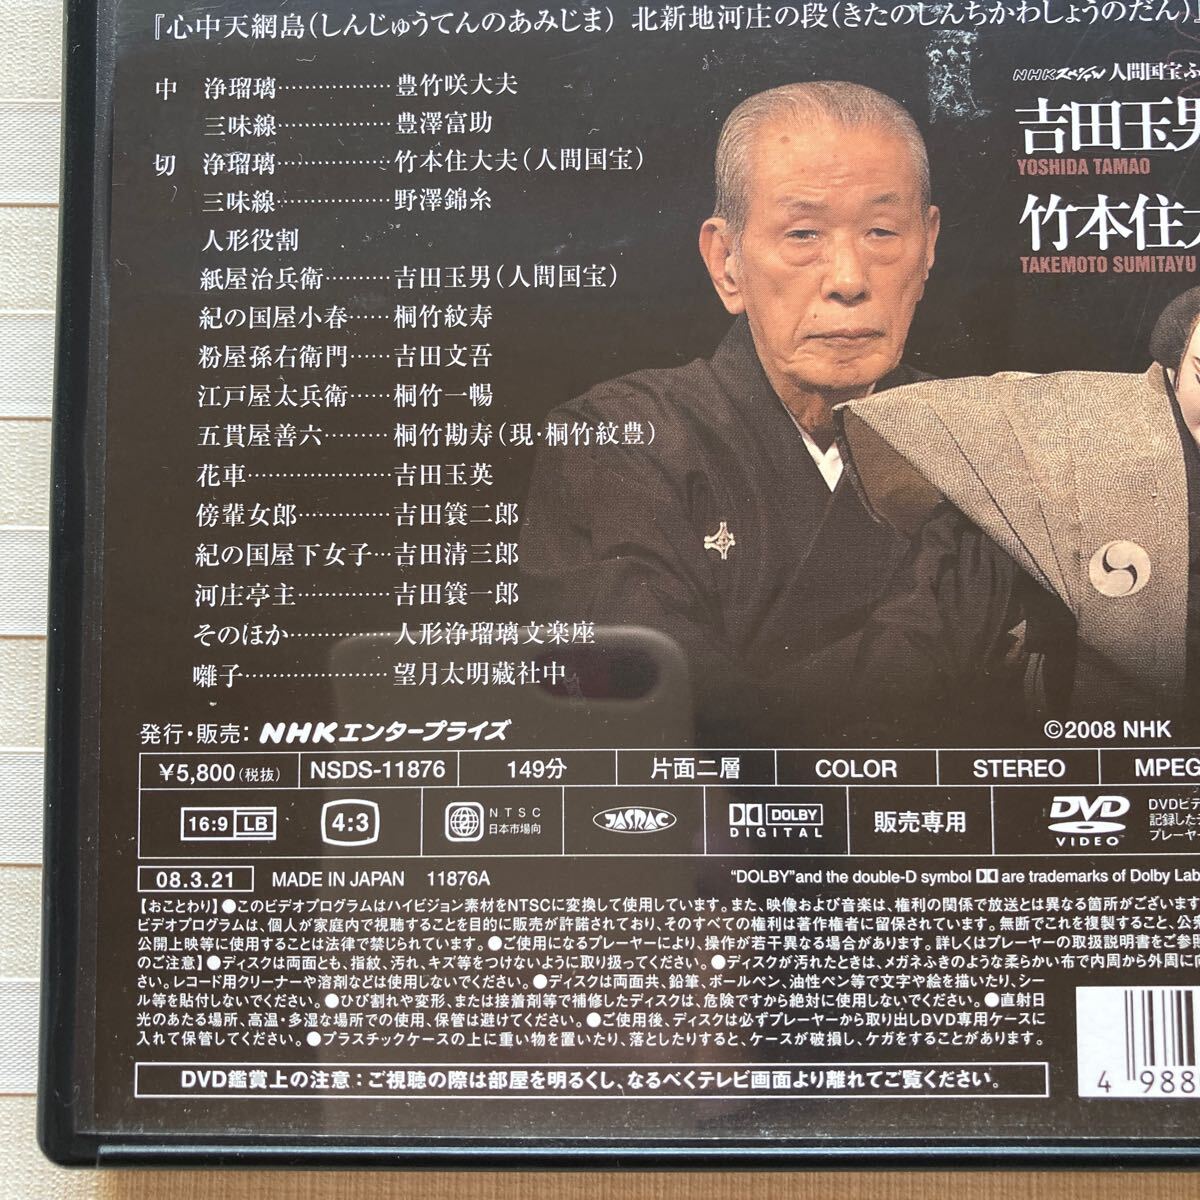 『心中天網島(しんじゅうてんのあみじま) 北新地河庄の段(きたのしんちかわしょうのだん)』
中 浄瑠璃……………豊竹咲大夫
三味線……………豊澤富助
切 浄瑠璃……………竹本住大夫(人間国宝)
三味線……………野澤錦糸
人形役割
紙屋治兵衛………吉田玉男(人間国宝)
紀の国屋小春……桐竹紋寿
粉屋孫右衛門……吉田文吾
江戸屋太兵衛……桐竹一暢
五貫屋善六………桐竹勘寿(現・桐竹紋豊)
花車………………吉田玉英
傍輩女郎…………吉田簑二郎
紀の国屋下女子…吉田清三郎
河庄亭主…………吉田簑一郎
そのほか…………人形浄瑠璃文楽座
囃子………………望月太明藏社中
NHKスペシャル 人間国宝ふ
吉田玉男
YOSHIDA TAMAO
竹本住大
TAKEMOTO SUMITAYU
発行・販売：NHKエンタープライズ
©2008 NHK
¥5,800(税抜) NSDS-11876 149分 片面二層 COLOR STEREO MPEG
16:9 LB 4:3 2 NTSC 日本市場向 JASRAC DOLBY DIGITAL 販売専用 DVD VIDEO DVDビデ
記録したデ
プレーヤー
08.3.21 MADE IN JAPAN 11876A
"DOLBY"and the double-D symbol are trademarks of Dolby Lab
【おことわり】●このビデオプログラムはハイビジョン素材をNTSCに変換して使用しています。また、映像および音楽は、権利の関係で放送とは異なる箇所がございます
ビデオプログラムは、個人が家庭内で視聴することを目的に販売が許諾されており、そのすべての権利は著作権者に留保されています。無断でこれを複製すること、公衆
公開上映等に使用することは法律で禁じられています。●ご使用になるプレーヤーにより、操作が若干異なる場合があります。詳しくはプレーヤーの取扱説明書をご参照
のご注意】●ディスクは両面とも、指紋、汚れ、キズ等をつけないように取り扱ってください。●ディスクが汚れたときは、メガネふきのような柔らかい布で内周から外周に向
さい。レコード用クリーナーや溶剤などは使用しないでください。●ディスクは両面共、鉛筆、ボールペン、油性ペン等で文字や絵を描いたり、シー
ル等を貼付しないでください。●ひび割れや変形、または接着剤等で補修したディスクは、危険ですから絶対に使用しないでください。●直射日
光のあたる場所、高温・多湿な場所での使用、保管は避けてください。●ご使用後、ディスクは必ずプレーヤーから取り出しDVD専用ケースに
入れて保管してください。●プラスチックケースの上に重い物を置いたり、落としたりすると、ケースが破損し、ケガをすることがあります。
DVD鑑賞上の注意：ご視聴の際は部屋を明るくし、なるべくテレビ画面より離れてご覧ください。
4 988